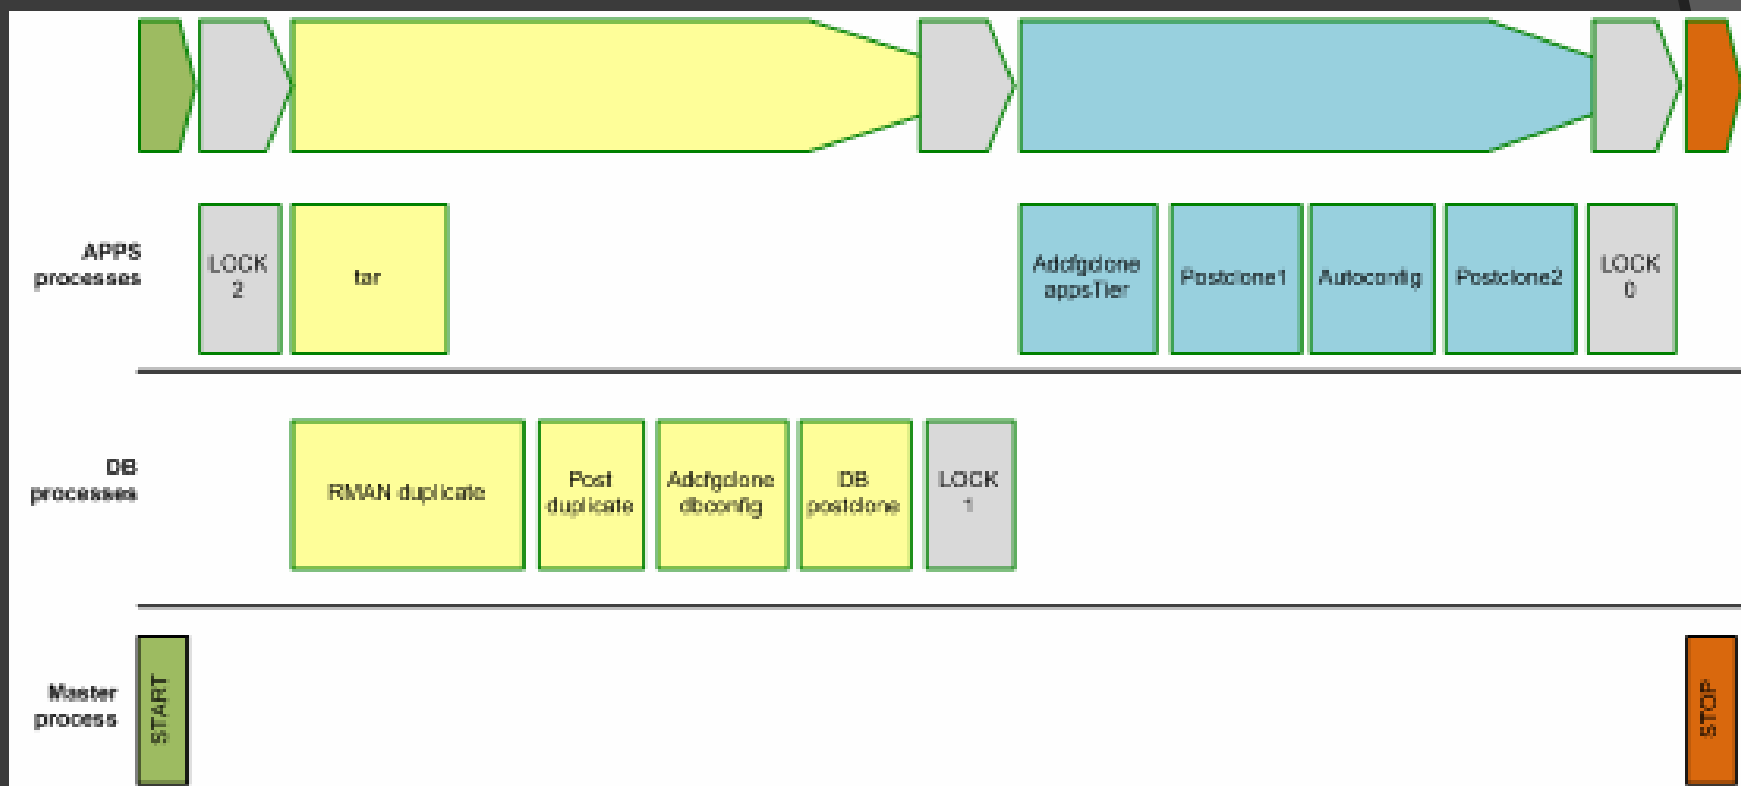 APPS
processes
LOCK
2
tar
Adcfgclone
appsTier
Postclone1
Autoconfig
Postclone2
LOCK
0
DB
processes
RMAN duplicate
Post
duplicate
Adcfgclone
dbconfig
DB
postclone
LOCK
1
Master
process
START
STOP